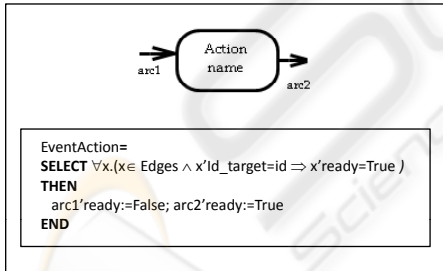 Action
name
arc1
arc2
EventAction=
SELECT ∀x.(x∈ Edges ∧ x'Id_target=id ⇒ x'ready=True )
THEN
arc1'ready:=False; arc2'ready:=True
END